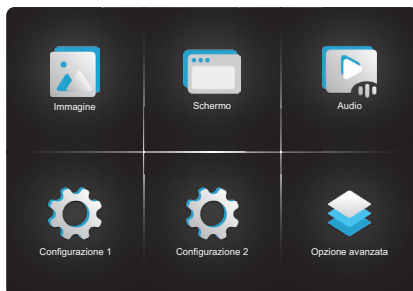 Immagine
Schermo
Audio
Configurazione 1
Configurazione 2
Opzione avanzata